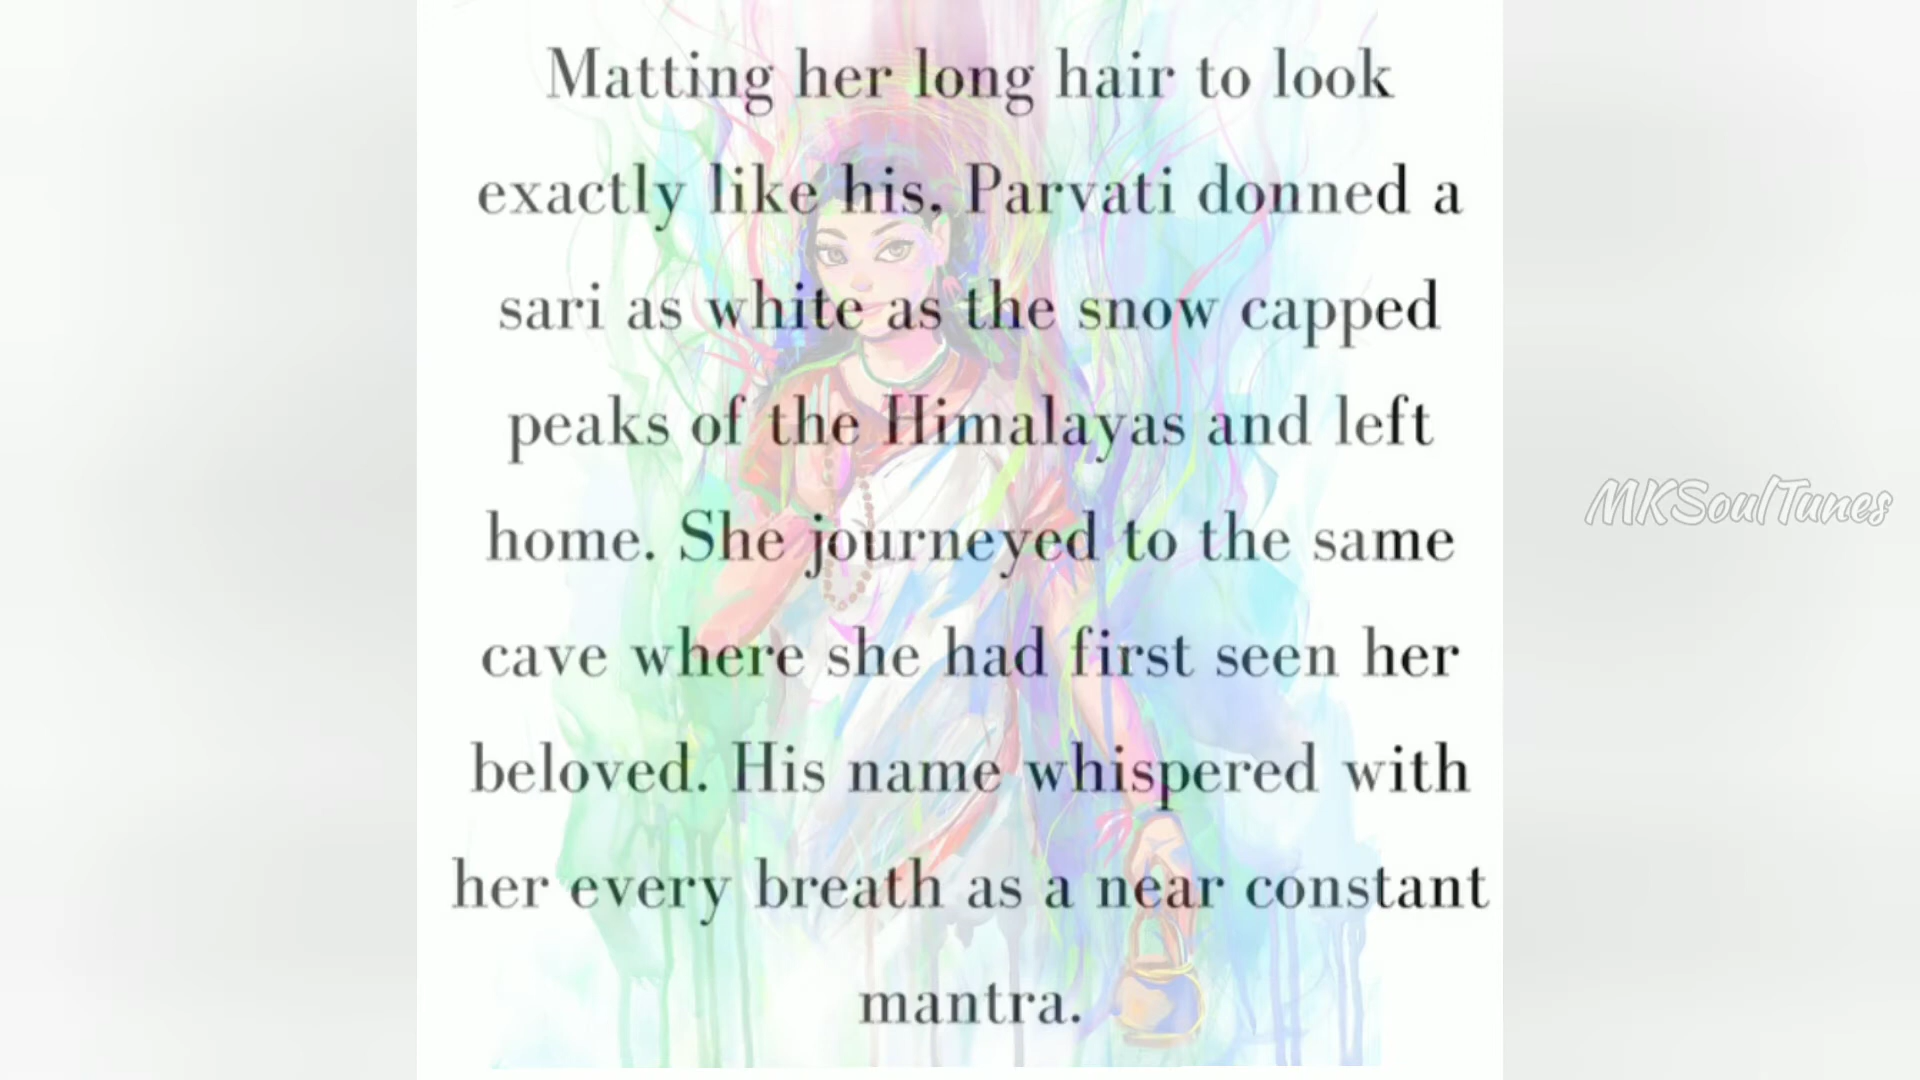 Matting her long hair to look
exactly like his, Parvati donned a
sari as white as the snow capped
peaks of the Himalayas and left
home. She journeyed to the same
cave where she had first seen her
beloved. His name whispered with
her every breath as a near constant
mantra.
MKSoulTunes